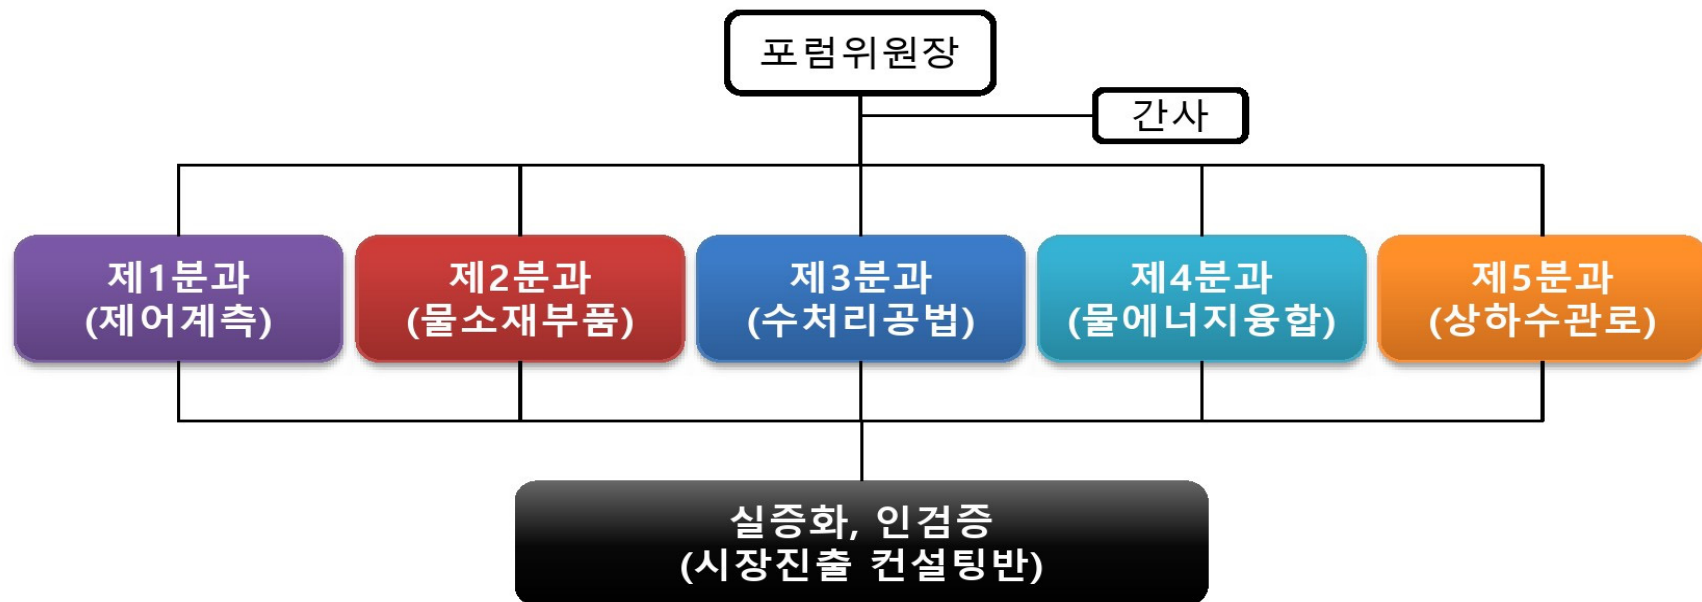 포럼위원장
간사
제1분과
(제어계측)
제2분과
(물소재부품)
제3분과
(수처리공법)
제4분과
(물에너지융합)
제5분과
(상하수관로)
실증화, 인검증
(시장진출 컨설팅반)